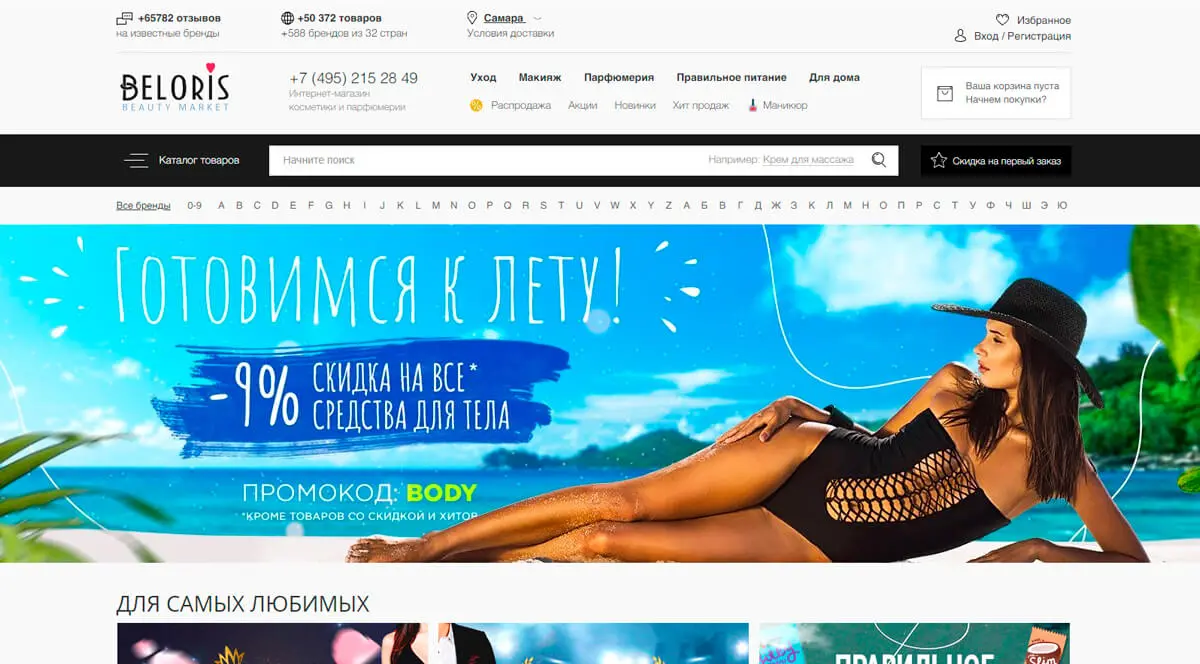 +65782 отзывов
на известные бренды
+50 372 товаров
+588 брендов из 32 стран
Самара
Условия доставки
Избранное
Вход / Регистрация
BELORIS
BEAUTY MARKET
+7 (495) 215 28 49
Интернет-магазин
косметики и парфюмерии
Уход Макияж Парфюмерия Правильное питание Для дома
% Распродажа Акции Новинки Хит продаж Маникюр
Ваша корзина пуста
Начнем покупки?
Каталог товаров
Начните поиск
Например: Крем для массажа
Скидка на первый заказ
Все бренды 0-9 A B C D E F G H I J K L M N O P Q R S T U V W X Y Z А Б В Г Д Ж З К Л М Н О П Р С Т У Ф Ч Ш Э Ю
ГОТОВИМСЯ К ЛЕТУ!
-9% СКИДКА НА ВСЕ*
СРЕДСТВА ДЛЯ ТЕЛА
ПРОМОКОД: BODY
*КРОМЕ ТОВАРОВ СО СКИДКОЙ И ХИТОВ
ДЛЯ САМЫХ ЛЮБИМЫХ
ПРАВИЛЬНОЕ
Slim